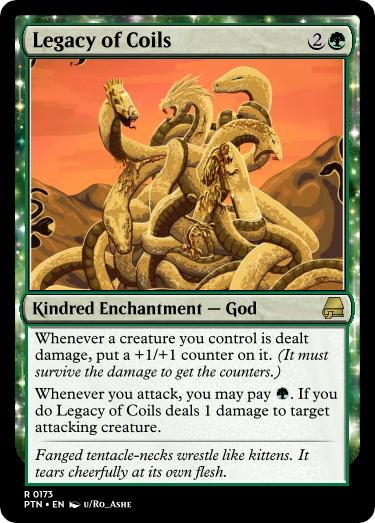 Legacy of Coils 2
Kindred Enchantment — God
Whenever a creature you control is dealt
damage, put a +1/+1 counter on it. (It must
survive the damage to get the counters.)
Whenever you attack, you may pay . If you
do Legacy of Coils deals 1 damage to target
attacking creature.
Fanged tentacle-necks wrestle like kittens. It
tears cheerfully at its own flesh.
R 0173
PTN • EN u/Ro_Ashe